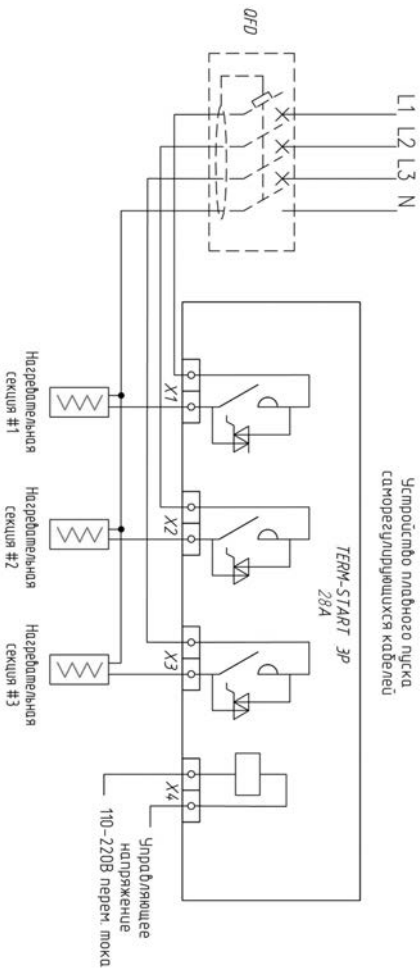 QFD
L1
L2
L3
N
Устройство плавного пуска
саморегулирующихся кабелей
TERM-START 3P
28А
X1
X2
X3
X4
Нагревательная
секция #1
Нагревательная
секция #2
Нагревательная
секция #3
Управляющее
напряжение
110-220В перем. тока